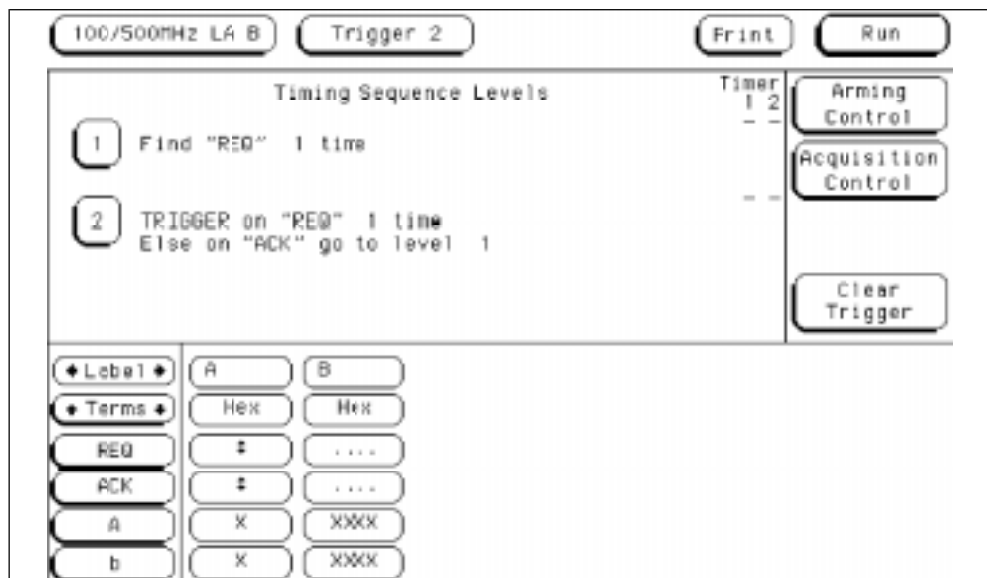 100/500MHz LA B Trigger 2 Print Run
Timing Sequence Levels
Timer
1 2
Arming
Control
- -
1 Find "REQ" 1 time
Acquisition
Control
- -
2 TRIGGER on "REQ" 1 time
Else on "ACK" go to level 1
Clear
Trigger
Label A B
Terms Hex Hex
REQ ↕ ....
ACK ↕ ....
A X XXXX
b X XXXX